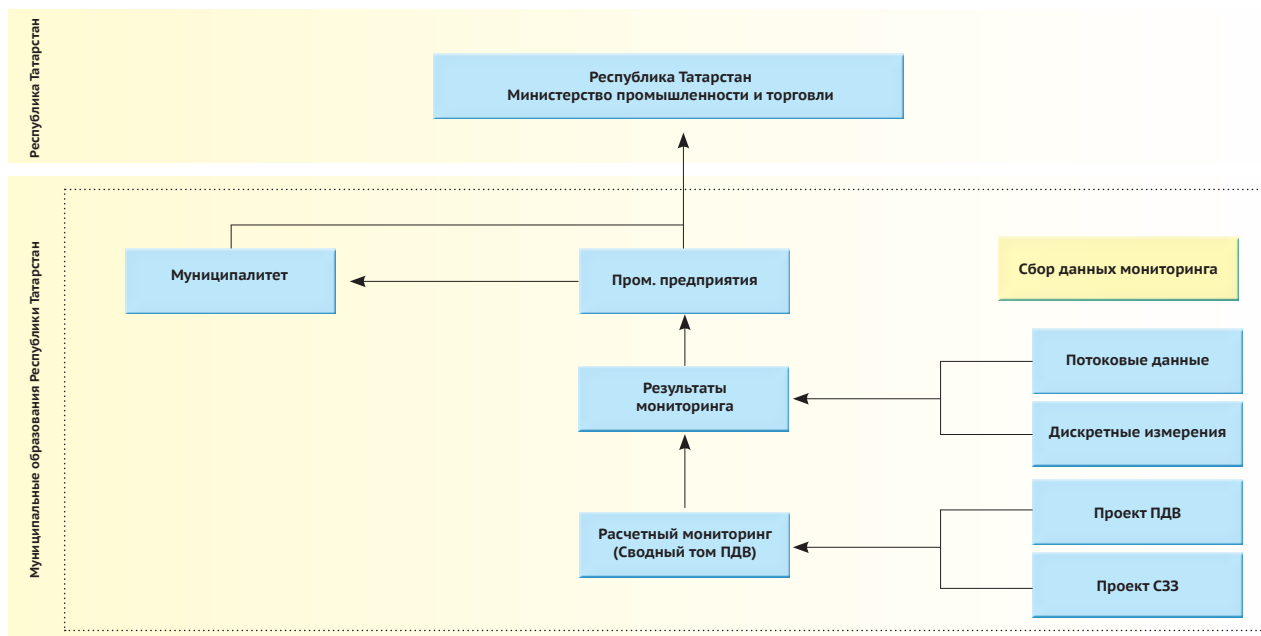 Республика Татарстан
Республика Татарстан
Министерство промышленности и торговли
Муниципальные образования Республики Татарстан
Муниципалитет
Пром. предприятия
Сбор данных мониторинга
Результаты
мониторинга
Потоковые данные
Дискретные измерения
Расчетный мониторинг
(Сводный том ПДВ)
Проект ПДВ
Проект СЗЗ